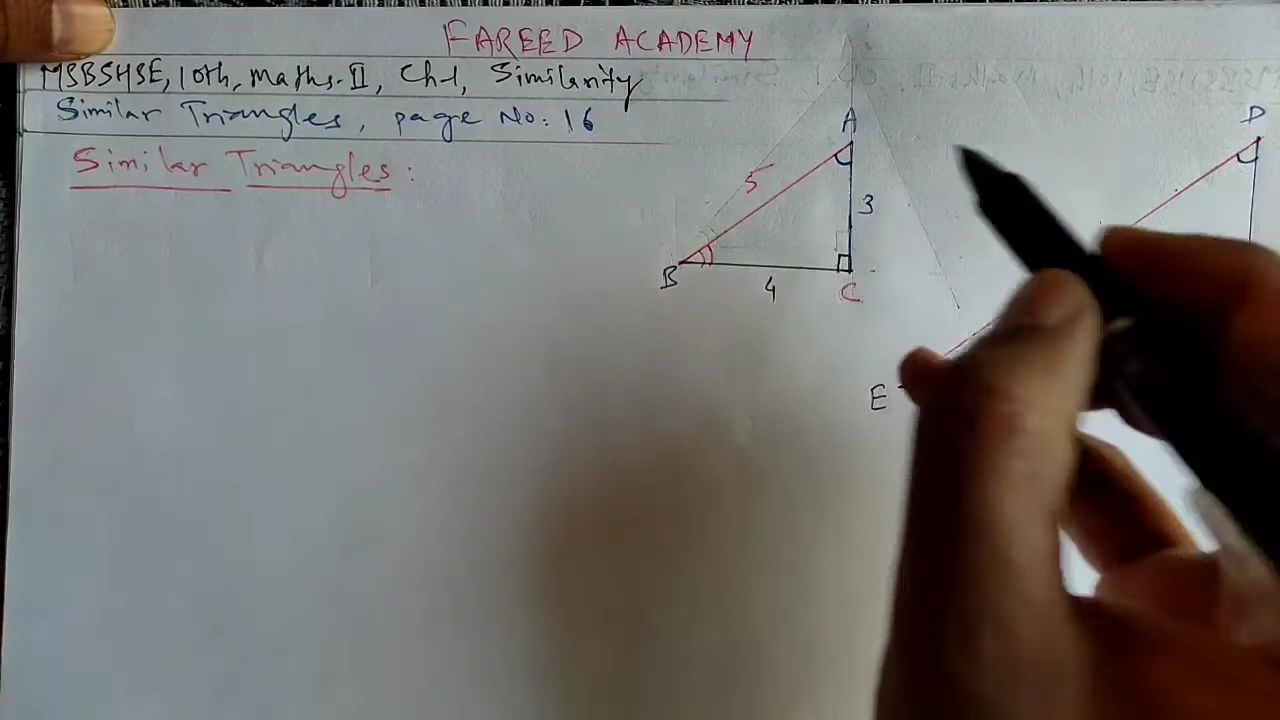 FAREED ACADEMY
MSBSHSE, 10th, Maths-II, Ch-1, Similarity
Similar Triangles, page No: 16
Similar Triangles:
A
D
5
3
B
4
C
E